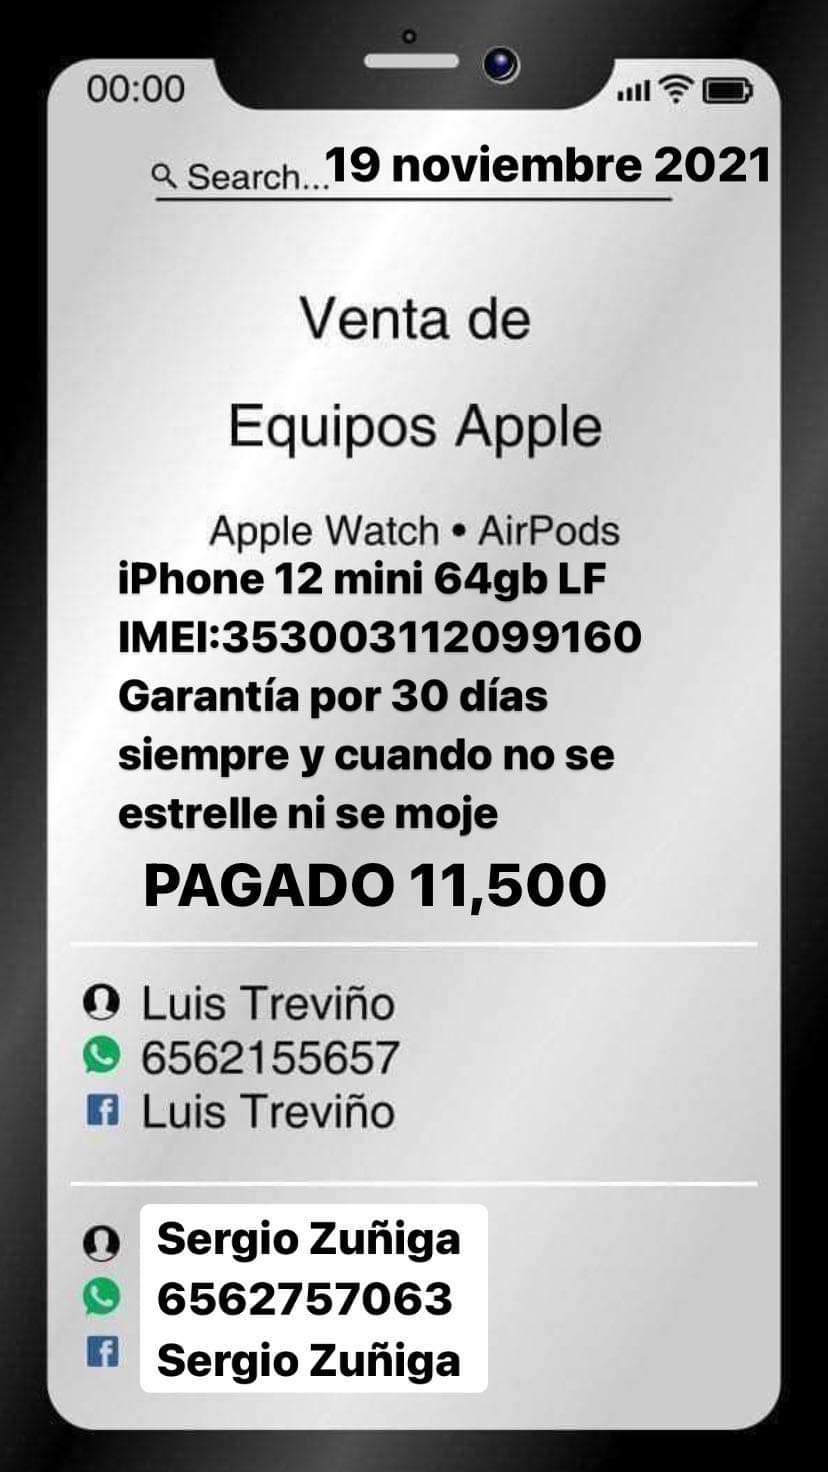 00:00
Search...19 noviembre 2021
Venta de
Equipos Apple
Apple Watch • AirPods
iPhone 12 mini 64gb LF
IMEI:353003112099160
Garantía por 30 días
siempre y cuando no se
estrelle ni se moje
PAGADO 11,500
Luis Treviño
6562155657
Luis Treviño
Sergio Zuñiga
6562757063
Sergio Zuñiga